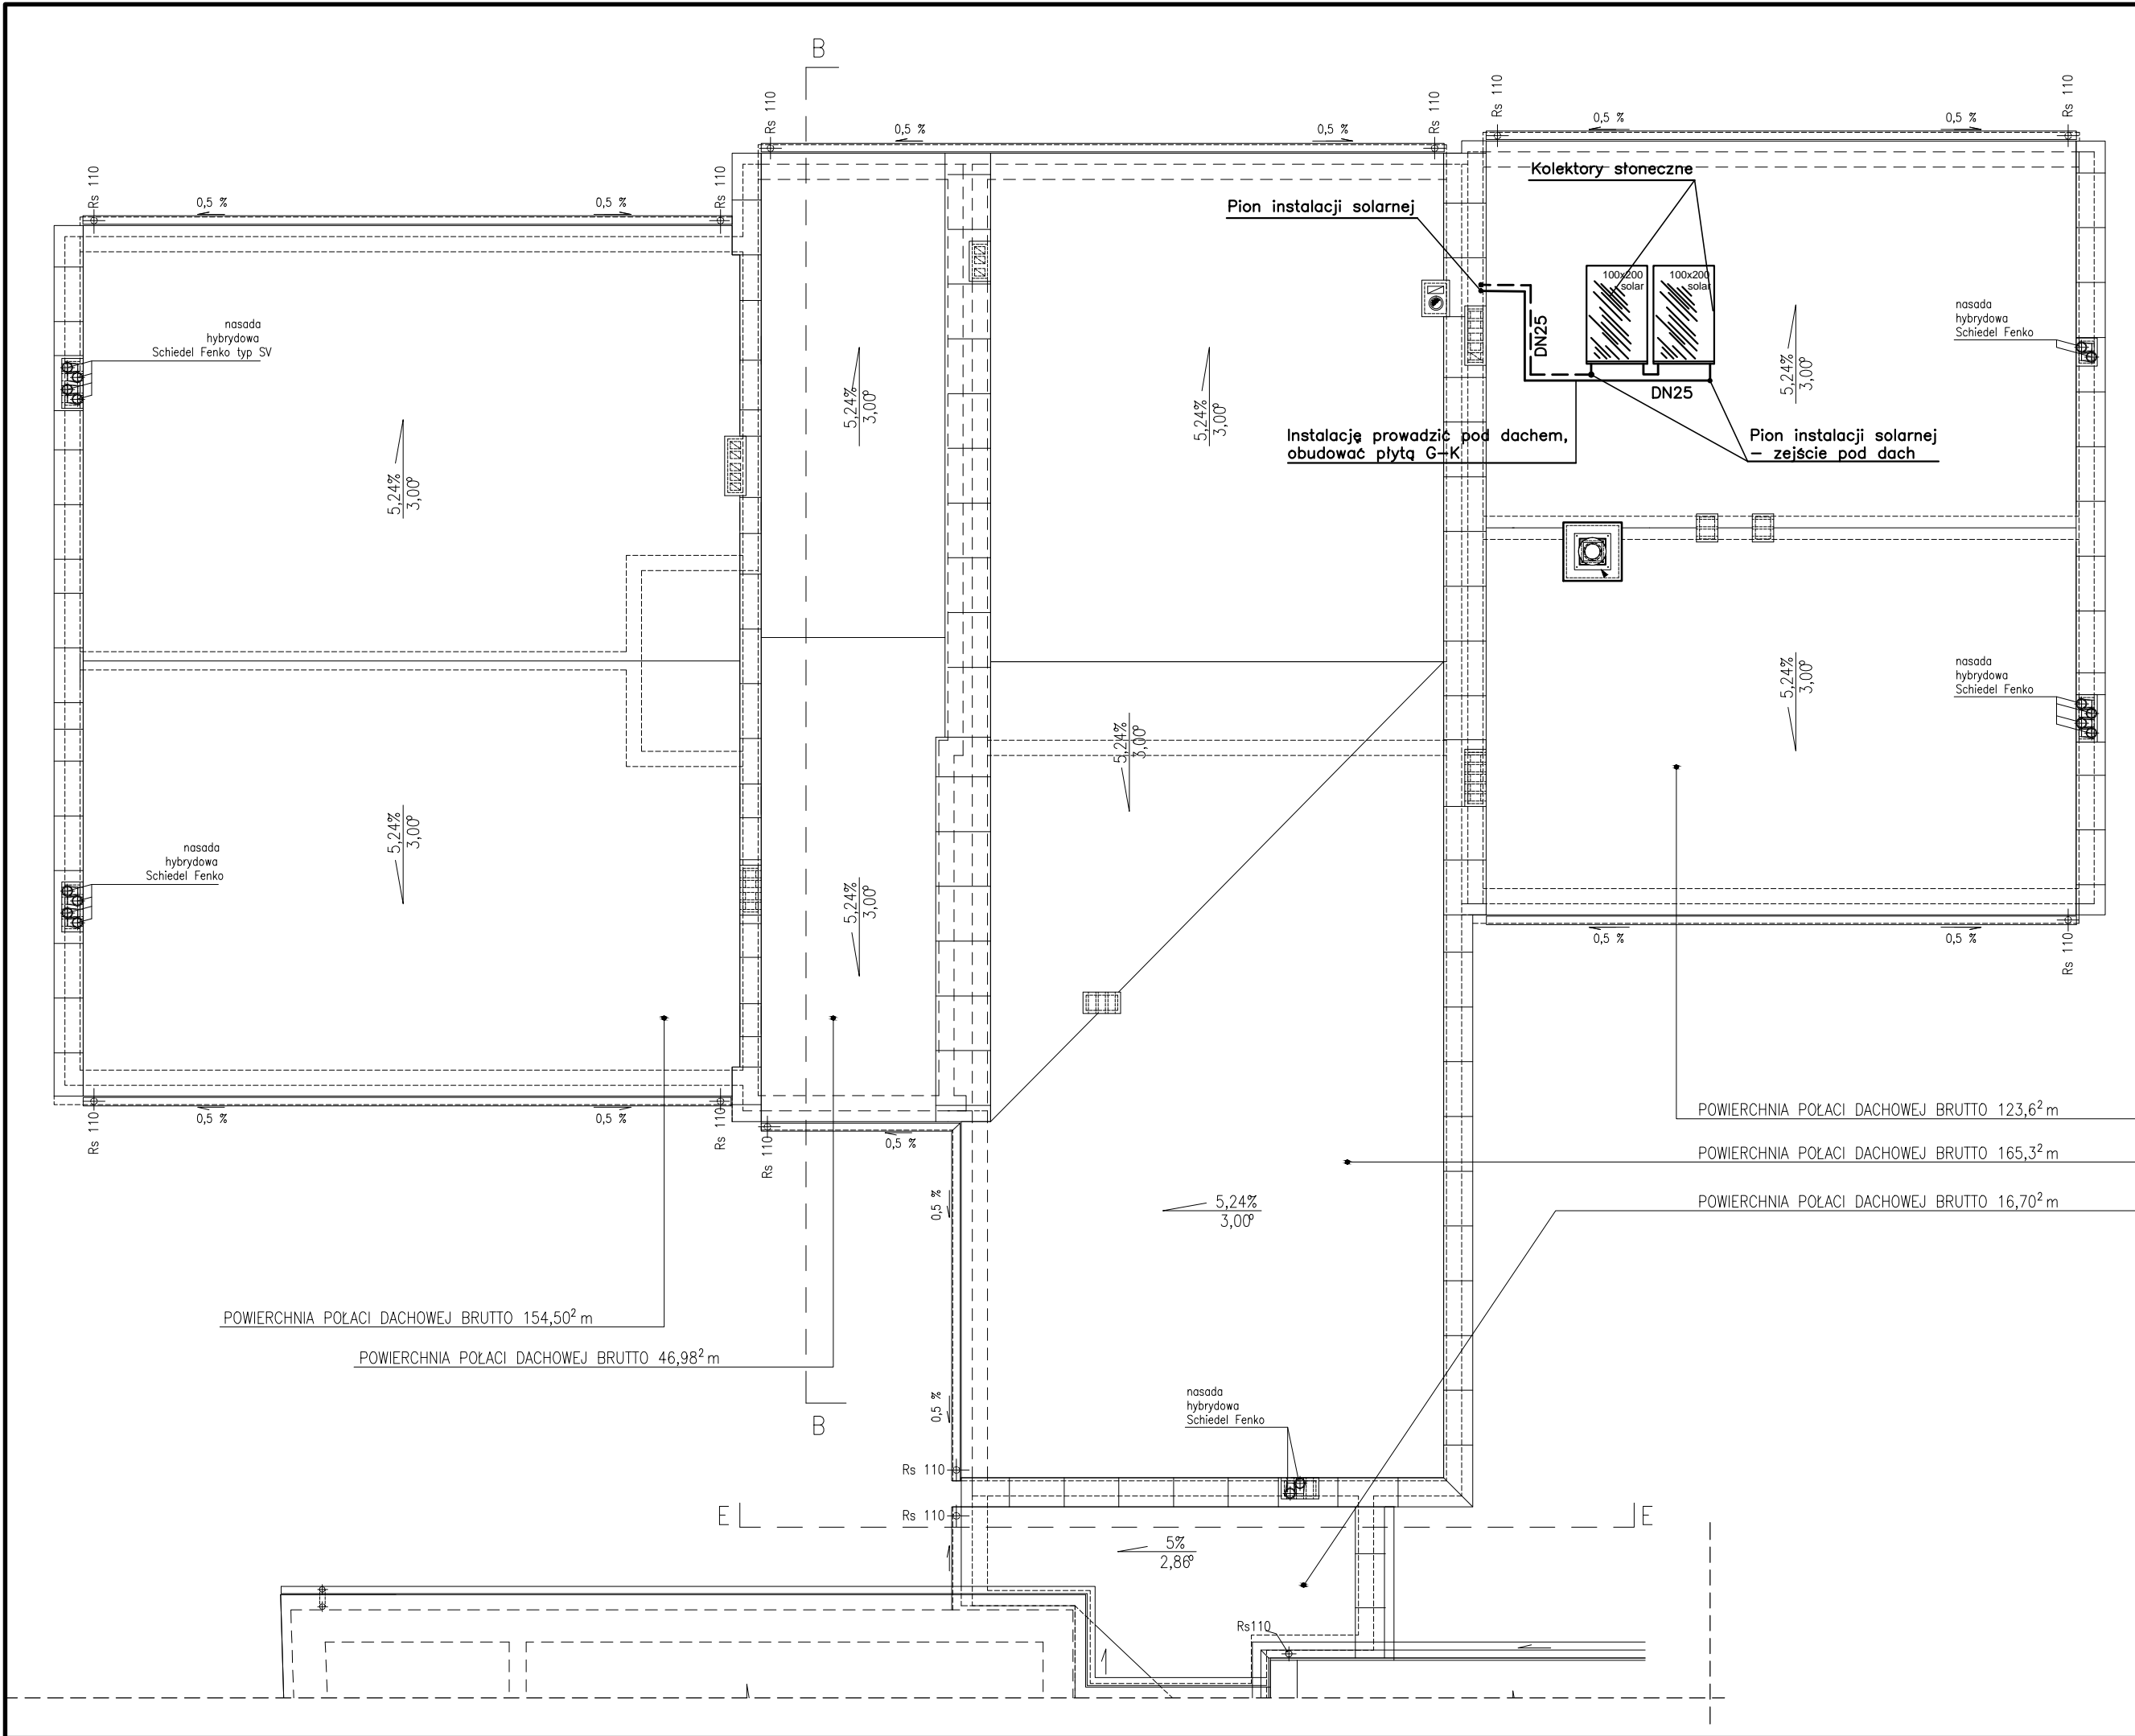 B
Rs 110
Rs 110
Rs 110
Rs 110
0,5 %
0,5 %
0,5 %
0,5 %
Rs 110
Rs 110
0,5 %
0,5 %
Kolektory słoneczne
Pion instalacji solarnej
100x200
solar
100x200
solar
DN25
DN25
nasada
hybrydowa
Schiedel Fenko typ SV
nasada
hybrydowa
Schiedel Fenko
5,24%
3,00°
5,24%
3,00°
5,24%
3,00°
5,24%
3,00°
Instalację prowadzić pod dachem,
obudować płytą G-K
Pion instalacji solarnej
– zejście pod dach
nasada
hybrydowa
Schiedel Fenko
5,24%
3,00°
5,24%
3,00°
5,24%
3,00°
5,24%
3,00°
nasada
hybrydowa
Schiedel Fenko
0,5 %
0,5 %
Rs 110
0,5 %
0,5 %
Rs 110
Rs 110
Rs 110
0,5 %
POWIERCHNIA POŁACI DACHOWEJ BRUTTO 123,6² m
POWIERCHNIA POŁACI DACHOWEJ BRUTTO 165,3² m
POWIERCHNIA POŁACI DACHOWEJ BRUTTO 16,70² m
0,5 %
5,24%
3,00°
POWIERCHNIA POŁACI DACHOWEJ BRUTTO 154,50² m
POWIERCHNIA POŁACI DACHOWEJ BRUTTO 46,98² m
0,5 %
nasada
hybrydowa
Schiedel Fenko
B
Rs 110
Rs 110
E
E
5%
2,86°
Rs110